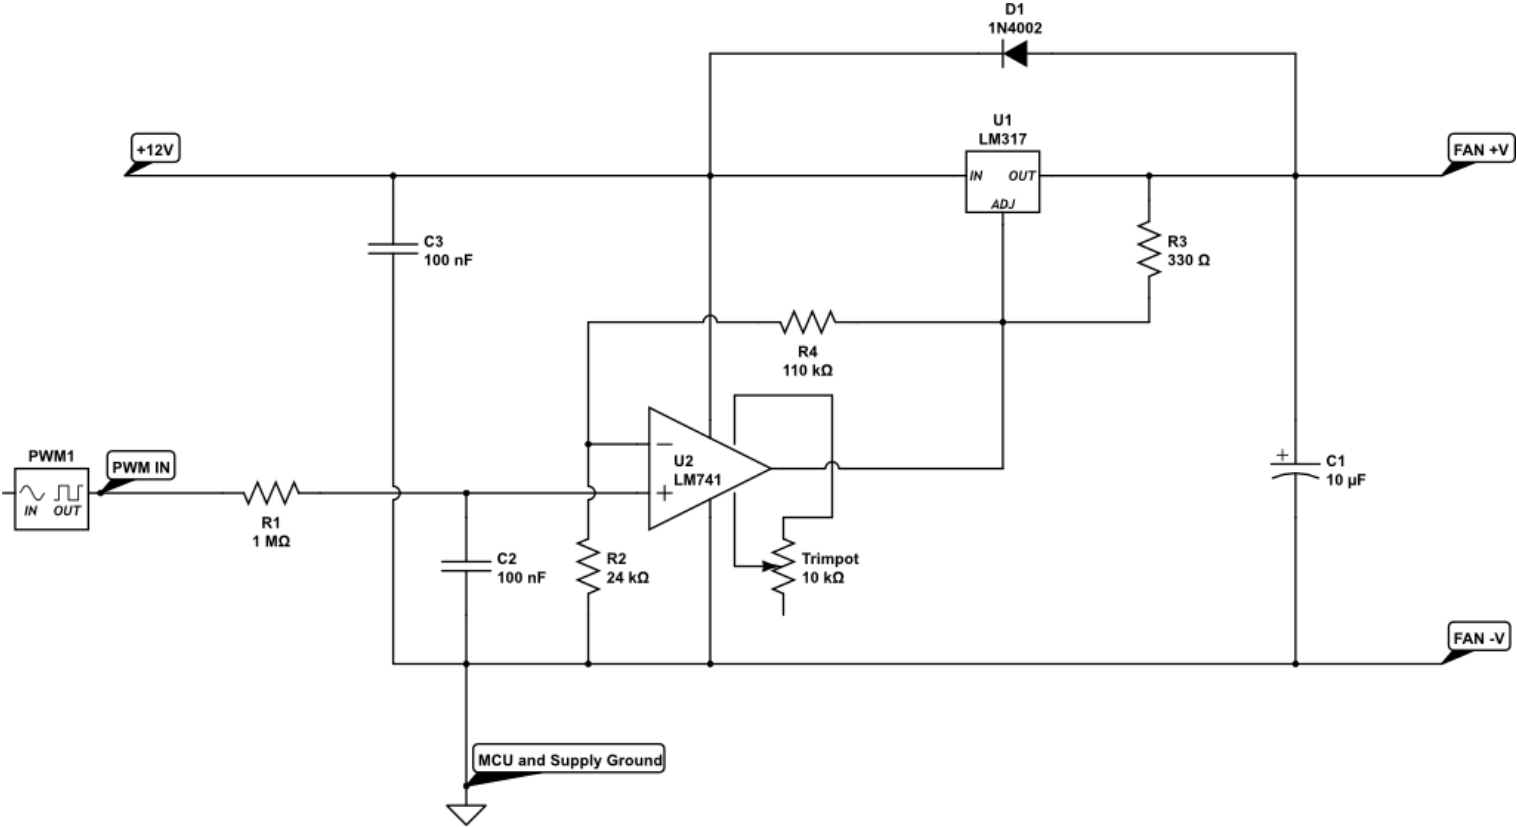 D1
1N4002
U1
LM317
+12V
FAN +V
IN OUT
ADJ
C3
100 nF
R3
330 Ω
R4
110 kΩ
PWM1
PWM IN
U2
LM741
−
+
+
C1
10 µF
IN OUT
R1
1 MΩ
C2
100 nF
R2
24 kΩ
Trimpot
10 kΩ
FAN -V
MCU and Supply Ground